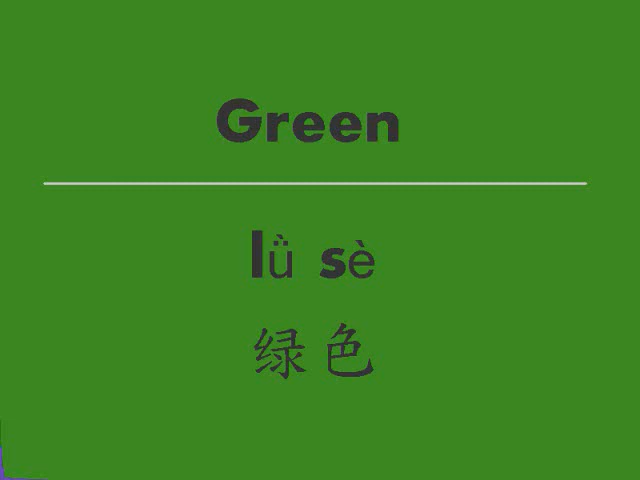 Green
lǜ sè
绿色